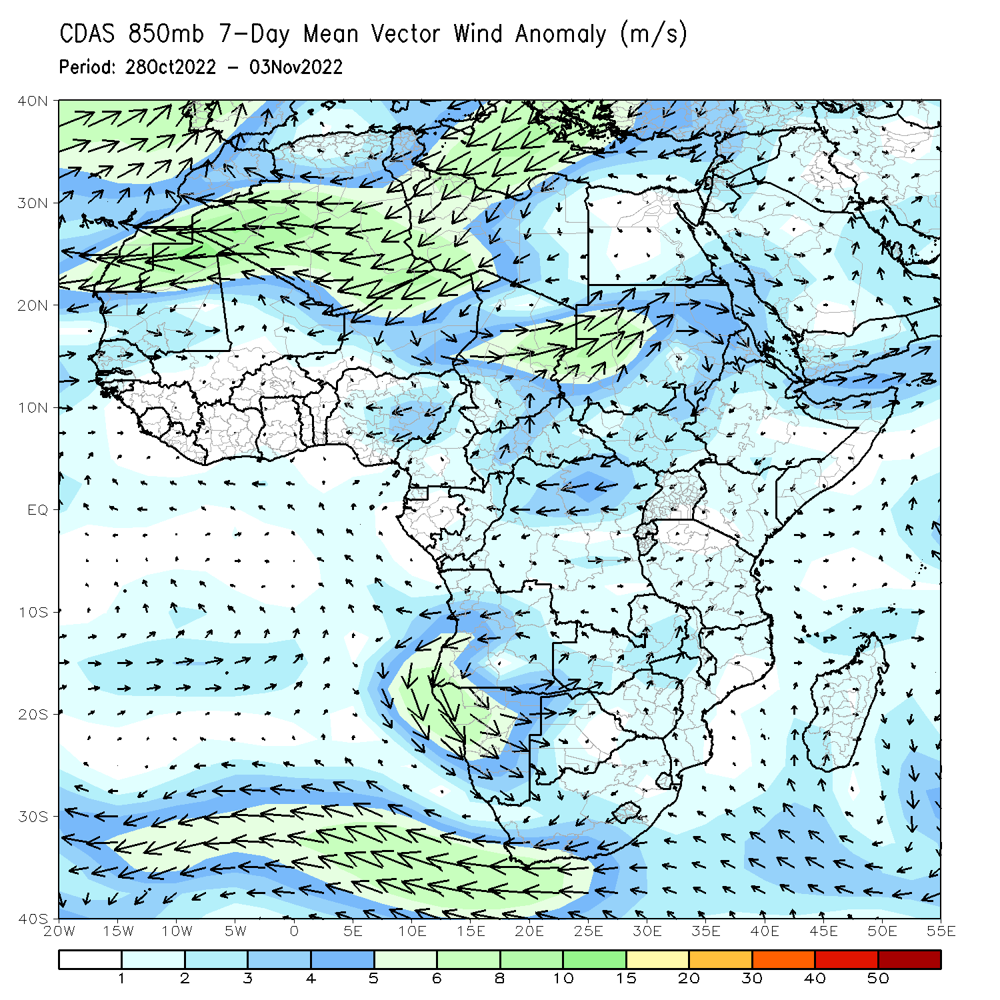 CDAS 850mb 7-Day Mean Vector Wind Anomaly (m/s)
Period: 28Oct2022 - 03Nov2022
40N
30N
20N
10N
EQ
10S
20S
30S
40S
20W 15W 10W 5W 0 5E 10E 15E 20E 25E 30E 35E 40E 45E 50E 55E
1 2 3 4 5 6 8 10 15 20 30 40 50